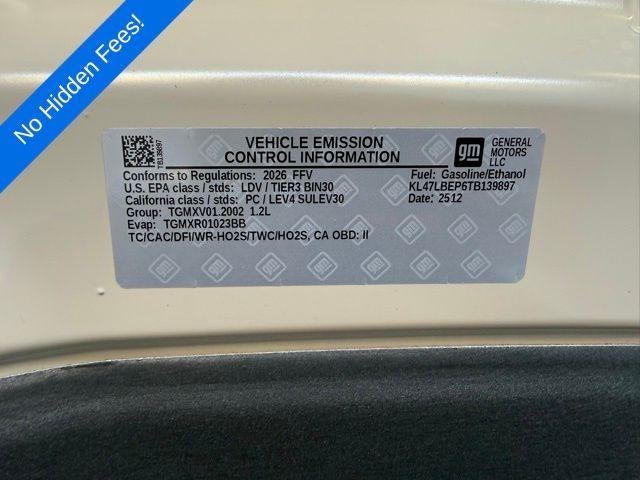 No Hidden Fees!
TB139897
VEHICLE EMISSION
CONTROL INFORMATION
gm
GENERAL
MOTORS
LLC
Conforms to Regulations: 2026 FFV
Fuel: Gasoline/Ethanol
U.S. EPA class / stds: LDV / TIER3 BIN30
KL47LBEP6TB139897
California class / stds: PC / LEV4 SULEV30
Date: 2512
Group: TGMXV01.2002 1.2L
Evap: TGMXR01023BB
TC/CAC/DFI/WR-HO2S/TWC/HO2S, CA OBD: II